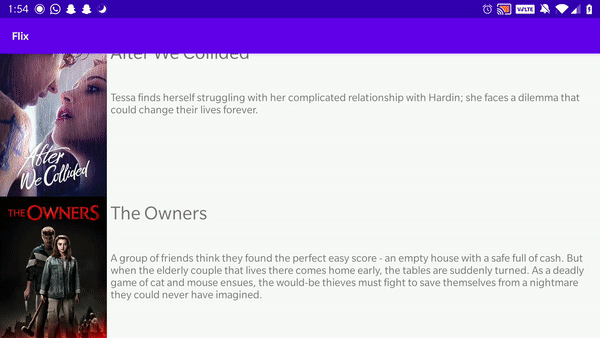 1:54
VoLTE
Flix
After We Collided
Tessa finds herself struggling with her complicated relationship with Hardin; she faces a dilemma that
could change their lives forever.
After
We Collided
THE OWNERS
The Owners
A group of friends think they found the perfect easy score - an empty house with a safe full of cash. But
when the elderly couple that lives there comes home early, the tables are suddenly turned. As a deadly
game of cat and mouse ensues, the would-be thieves must fight to save themselves from a nightmare
they could never have imagined.